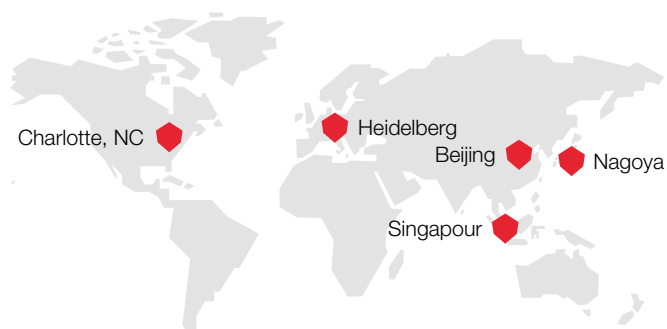 Charlotte, NC
Heidelberg
Beijing
Nagoya
Singapour